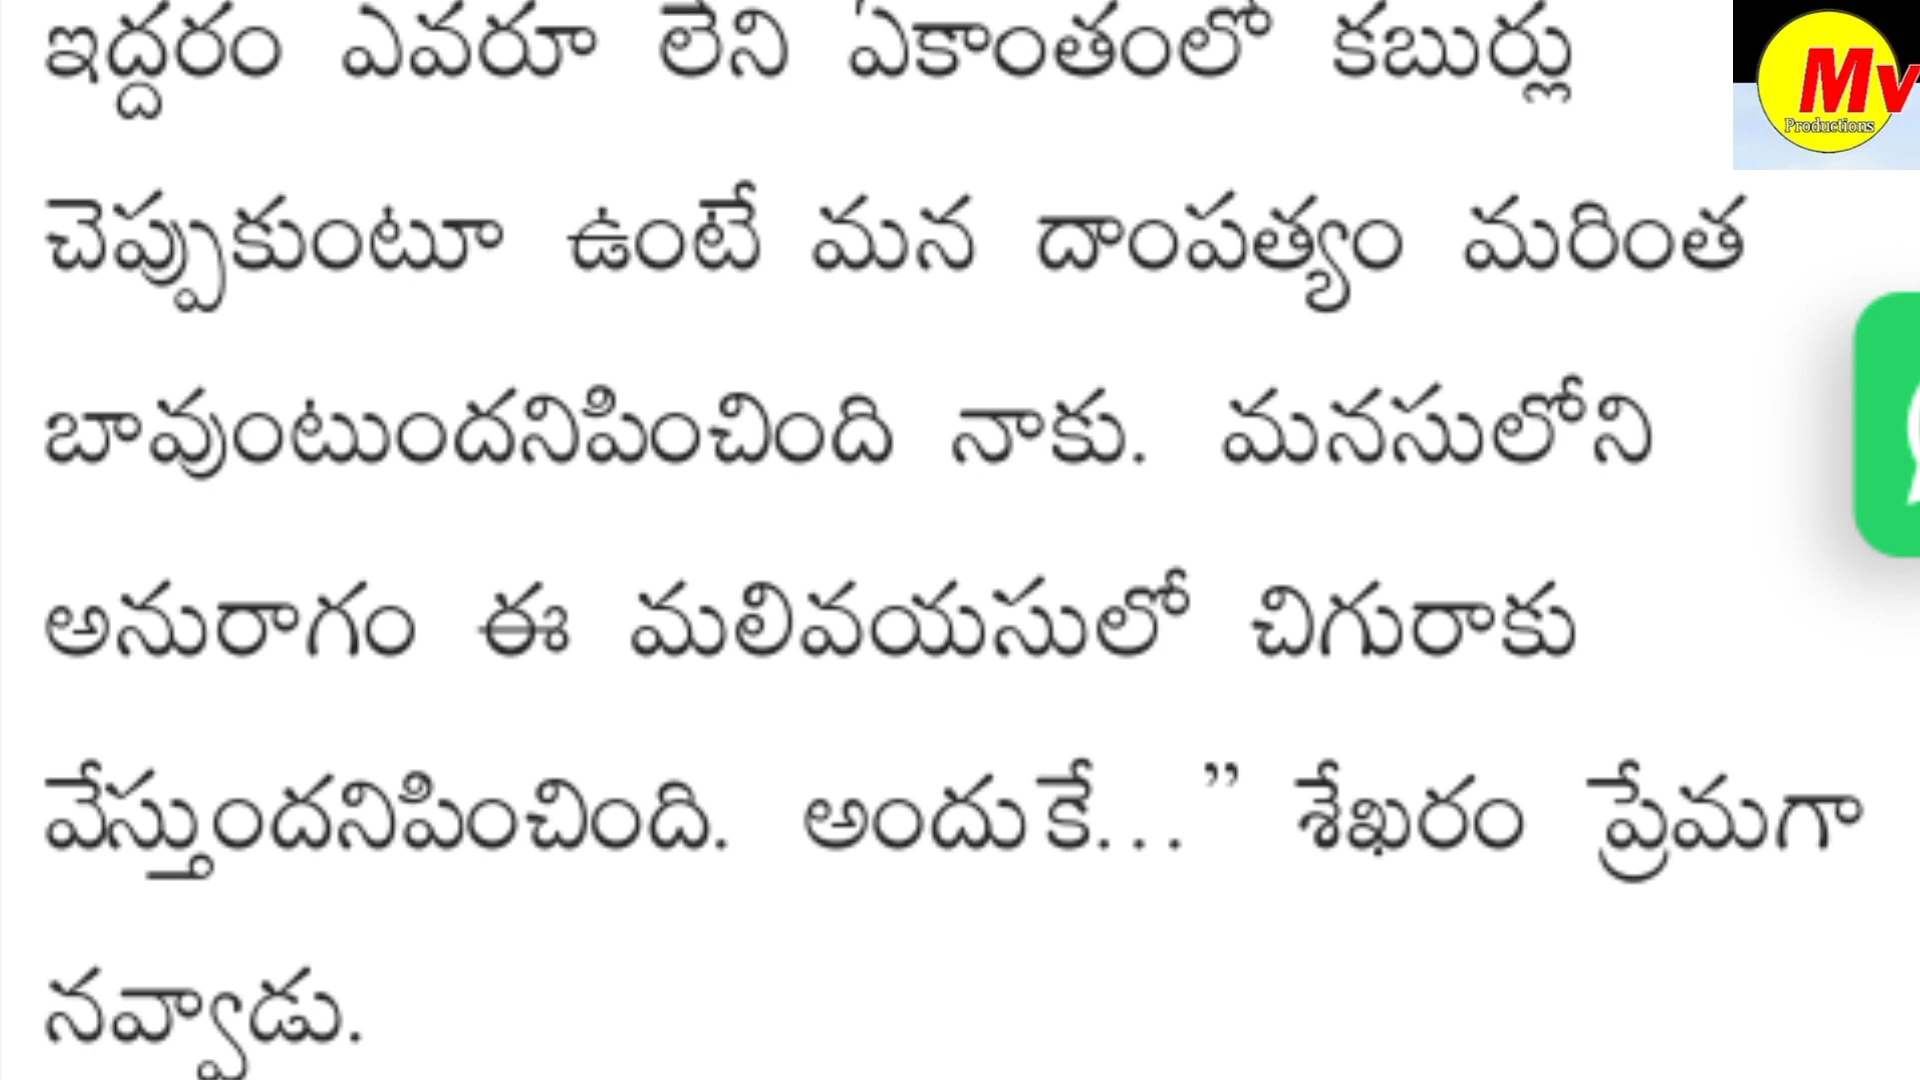 ఇద్దరం ఎవరూ లేని ఏకాంతంలో కబుర్లు
చెప్పుకుంటూ ఉంటే మన దాంపత్యం మరింత
బావుంటుందనిపించింది నాకు. మనసులోని
అనురాగం ఈ మలివయసులో చిగురాకు
వేస్తుందనిపించింది. అందుకే...” శేఖరం ప్రేమగా
నవ్వాడు.
Mv
Productions